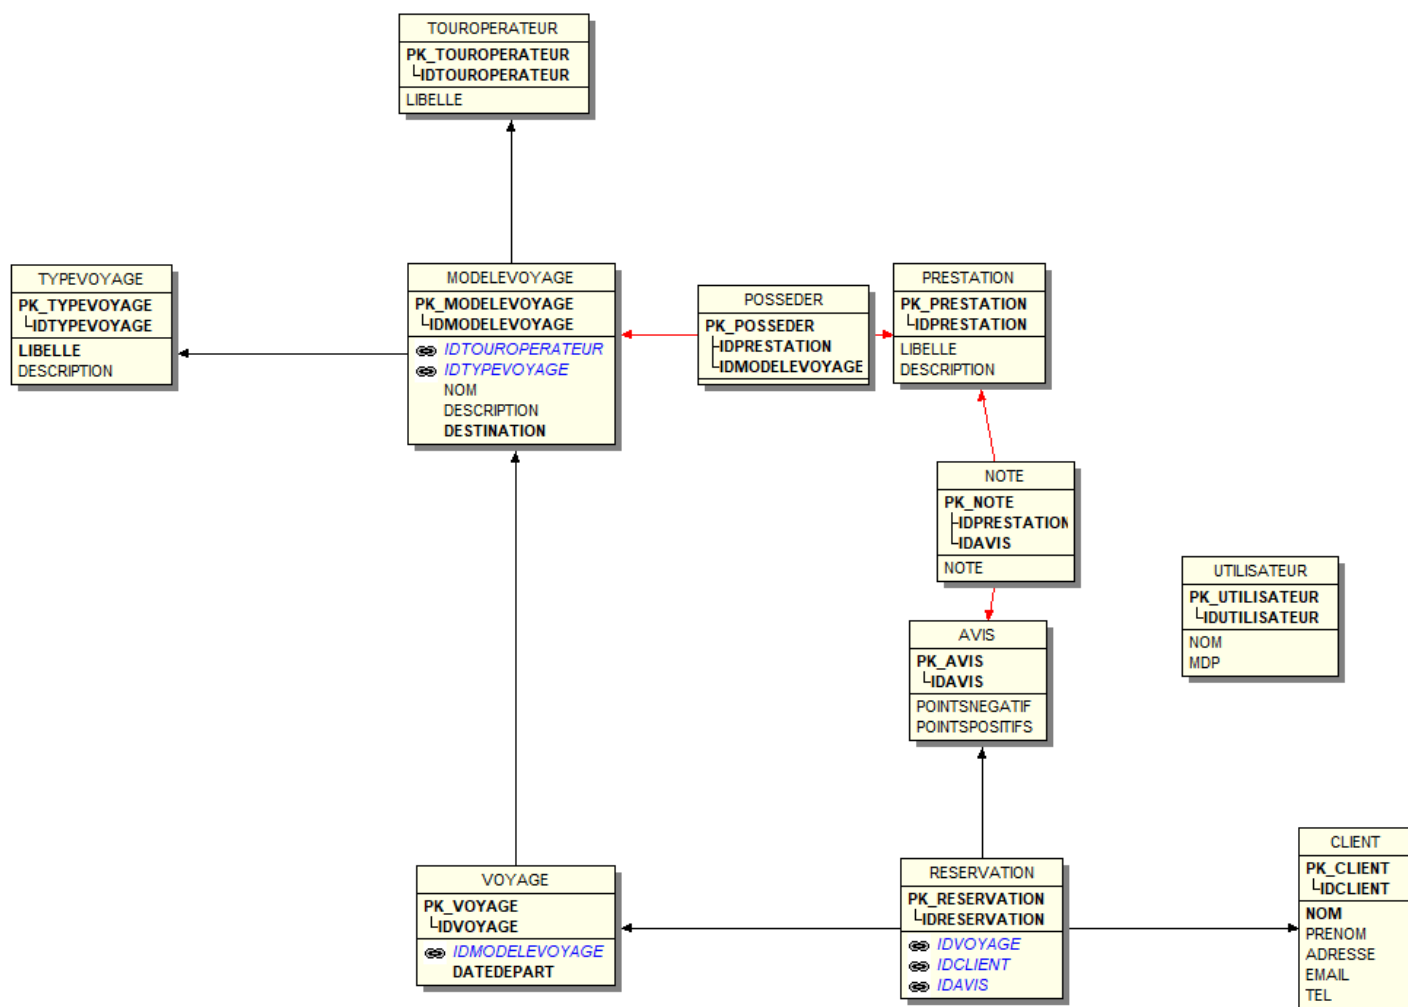 TOUROPERATEUR
PK_TOUROPERATEUR
IDTOUROPERATEUR
LIBELLE
TYPEVOYAGE
PK_TYPEVOYAGE
IDTYPEVOYAGE
LIBELLE
DESCRIPTION
MODELEVOYAGE
PK_MODELEVOYAGE
IDMODELEVOYAGE
IDTOUROPERATEUR
IDTYPEVOYAGE
NOM
DESCRIPTION
DESTINATION
POSSEDER
PK_POSSEDER
IDPRESTATION
IDMODELEVOYAGE
PRESTATION
PK_PRESTATION
IDPRESTATION
LIBELLE
DESCRIPTION
NOTE
PK_NOTE
IDPRESTATION
IDAVIS
NOTE
UTILISATEUR
PK_UTILISATEUR
IDUTILISATEUR
NOM
MDP
AVIS
PK_AVIS
IDAVIS
POINTSNEGATIF
POINTSPOSITIFS
VOYAGE
PK_VOYAGE
IDVOYAGE
IDMODELEVOYAGE
DATEDEPART
RESERVATION
PK_RESERVATION
IDRESERVATION
IDVOYAGE
IDCLIENT
IDAVIS
CLIENT
PK_CLIENT
IDCLIENT
NOM
PRENOM
ADRESSE
EMAIL
TEL